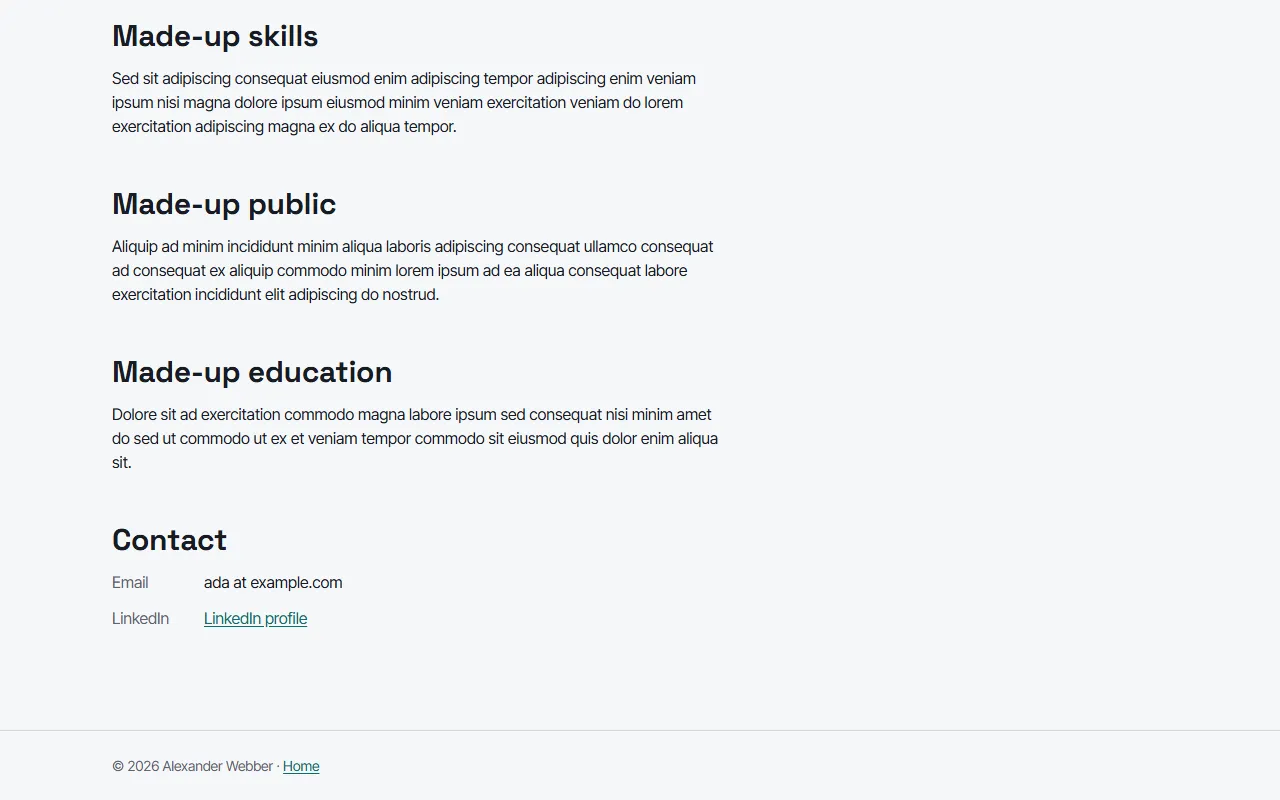 Made-up skills
Sed sit adipiscing consequat eiusmod enim adipiscing tempor adipiscing enim veniam
ipsum nisi magna dolore ipsum eiusmod minim veniam exercitation veniam do lorem
exercitation adipiscing magna ex do aliqua tempor.
Made-up public
Aliquip ad minim incididunt minim aliqua laboris adipiscing consequat ullamco consequat
ad consequat ex aliquip commodo minim lorem ipsum ad ea aliqua consequat labore
exercitation incididunt elit adipiscing do nostrud.
Made-up education
Dolore sit ad exercitation commodo magna labore ipsum sed consequat nisi minim amet
do sed ut commodo ut ex et veniam tempor commodo sit eiusmod quis dolor enim aliqua
sit.
Contact
Email ada at example.com
LinkedIn LinkedIn profile
© 2026 Alexander Webber · Home